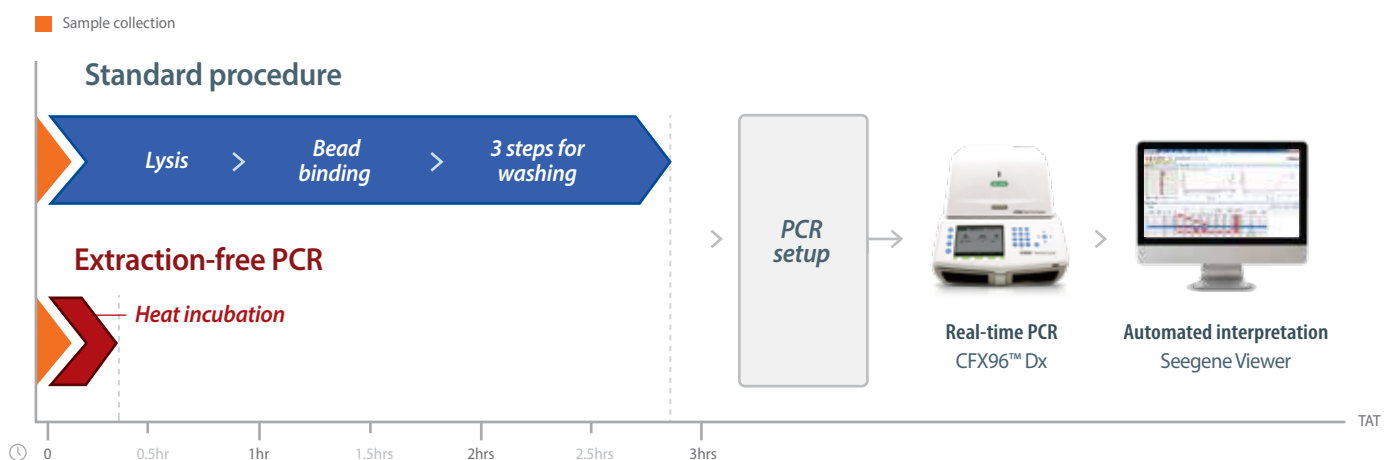 Sample collection
Standard procedure
Lysis > Bead binding > 3 steps for washing
Extraction-free PCR
Heat incubation
PCR
setup
Real-time PCR
CFX96™ Dx
Automated interpretation
Seegene Viewer
TAT
0 0.5hr 1hr 1.5hrs 2hrs 2.5hrs 3hrs